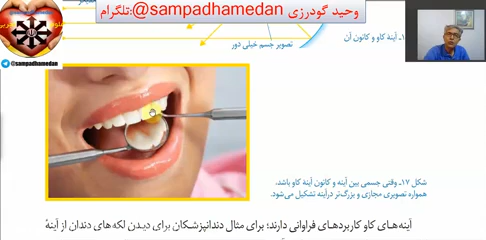 وحید گودرزی @sampadhamedan:تلگرام
@sampadhamedan
ـ آینهٔ کاو و کانون آن
تصویر جسم خیلی دور
شکل ۱۷ـ وقتی جسمی بین آینه و کانون آینهٔ کاو باشد،
همواره تصویری مجازی و بزرگ‌تر درآینه تشکیل می‌شود.
آینه‌های کاو کاربردهای فراوانی دارند؛ برای مثال دندانپزشکان برای دیدن لکه‌های دندان از آینهٔ